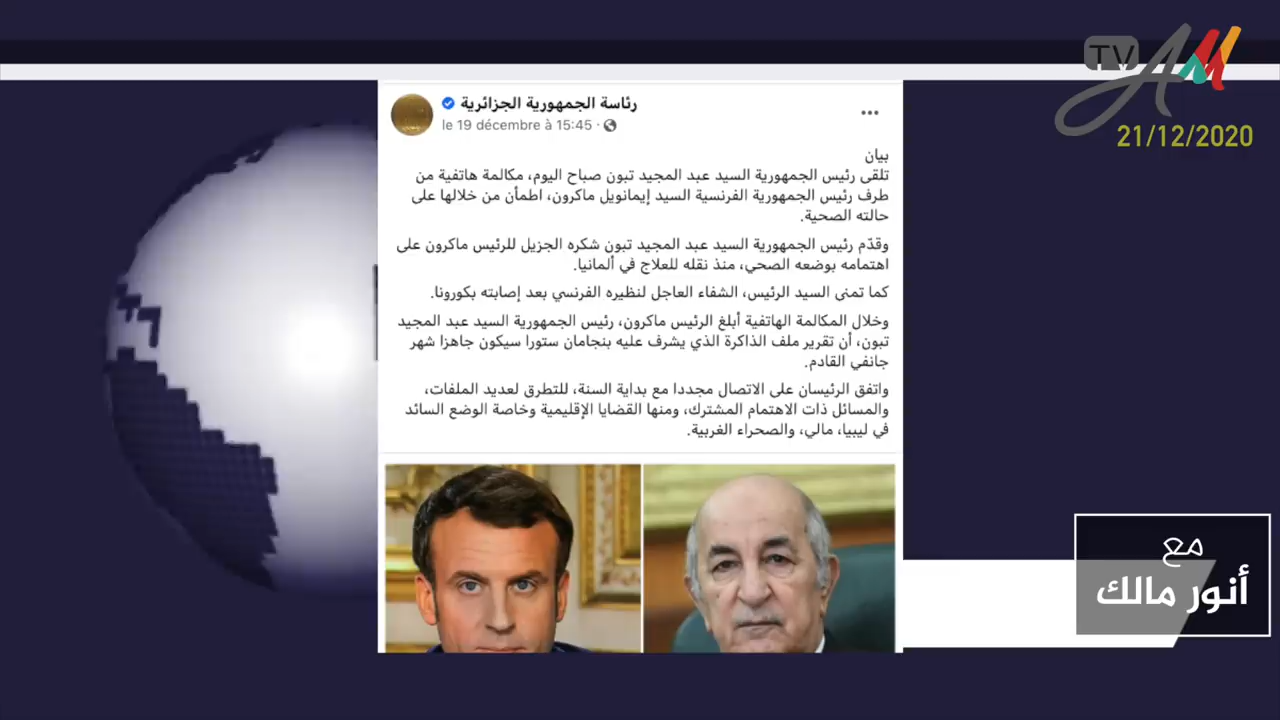 TV AM
21/12/2020
رئاسة الجمهورية الجزائرية
le 19 décembre à 15:45 ·
بيان
تلقى رئيس الجمهورية السيد عبد المجيد تبون صباح اليوم، مكالمة هاتفية من
طرف رئيس الجمهورية الفرنسية السيد إيمانويل ماكرون، اطمأن من خلالها على
حالته الصحية.
وقدّم رئيس الجمهورية السيد عبد المجيد تبون شكره الجزيل للرئيس ماكرون على
اهتمامه بوضعه الصحي، منذ نقله للعلاج في ألمانيا.
كما تمنى السيد الرئيس، الشفاء العاجل لنظيره الفرنسي بعد إصابته بكورونا.
وخلال المكالمة الهاتفية أبلغ الرئيس ماكرون، رئيس الجمهورية السيد عبد المجيد
تبون، أن تقرير ملف الذاكرة الذي يشرف عليه بنجامان ستورا سيكون جاهزا شهر
جانفي القادم.
واتفق الرئيسان على الاتصال مجددا مع بداية السنة، للتطرق لعديد الملفات،
والمسائل ذات الاهتمام المشترك، ومنها القضايا الإقليمية وخاصة الوضع السائد
في ليبيا، مالي، والصحراء الغربية.
مع
أنور مالك